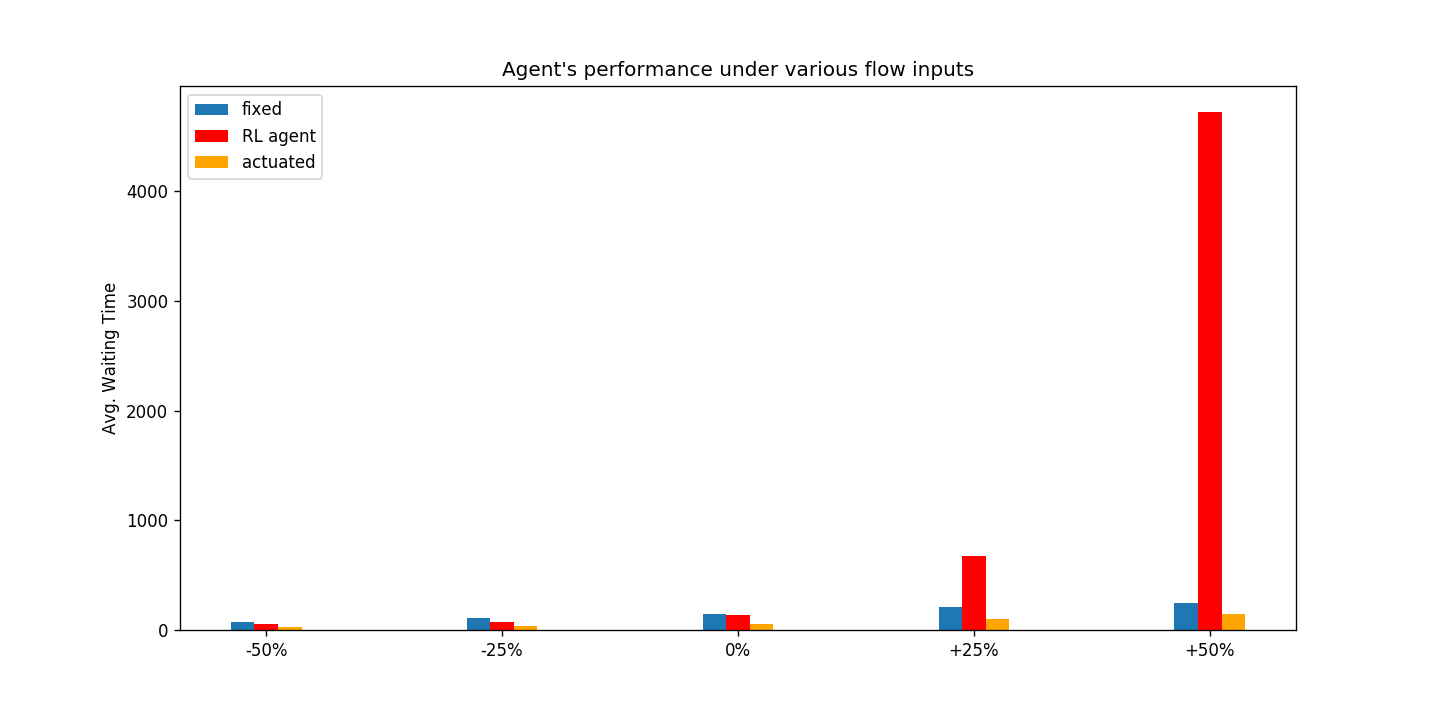 Agent's performance under various flow inputs
fixed
RL agent
actuated
Avg. Waiting Time
4000
3000
2000
1000
0
-50%
-25%
0%
+25%
+50%